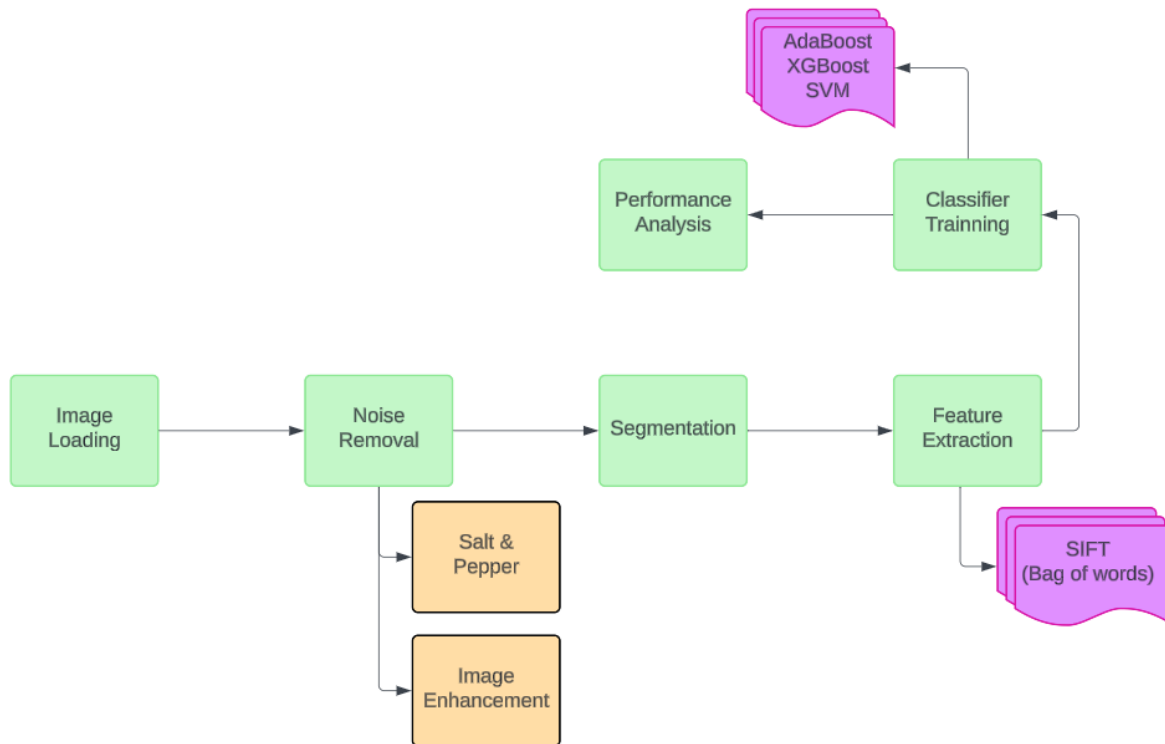 AdaBoost
XGBoost
SVM
Performance
Analysis
Classifier
Trainning
Image
Loading
Noise
Removal
Segmentation
Feature
Extraction
Salt &
Pepper
SIFT
(Bag of words)
Image
Enhancement